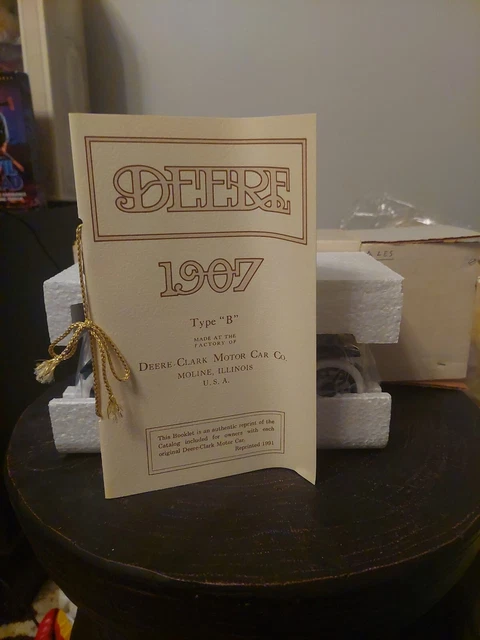 DEERE
1907
Type "B"
MADE AT THE
FACTORY OF
DEERE-CLARK MOTOR CAR CO.
MOLINE, ILLINOIS
U. S. A.
This Booklet is an authentic reprint of the
Catalog included for owners with each
original Deere-Clark Motor Car.
Reprinted 1991